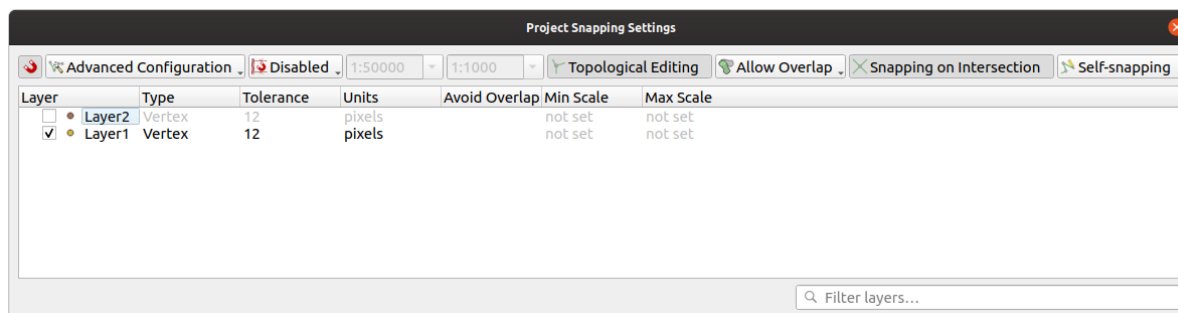 Project Snapping Settings
Advanced Configuration Disabled 1:50000 1:1000 Topological Editing Allow Overlap Snapping on Intersection Self-snapping
Layer Type Tolerance Units Avoid Overlap Min Scale Max Scale
Layer2 Vertex 12 pixels not set not set
Layer1 Vertex 12 pixels not set not set
Filter layers...